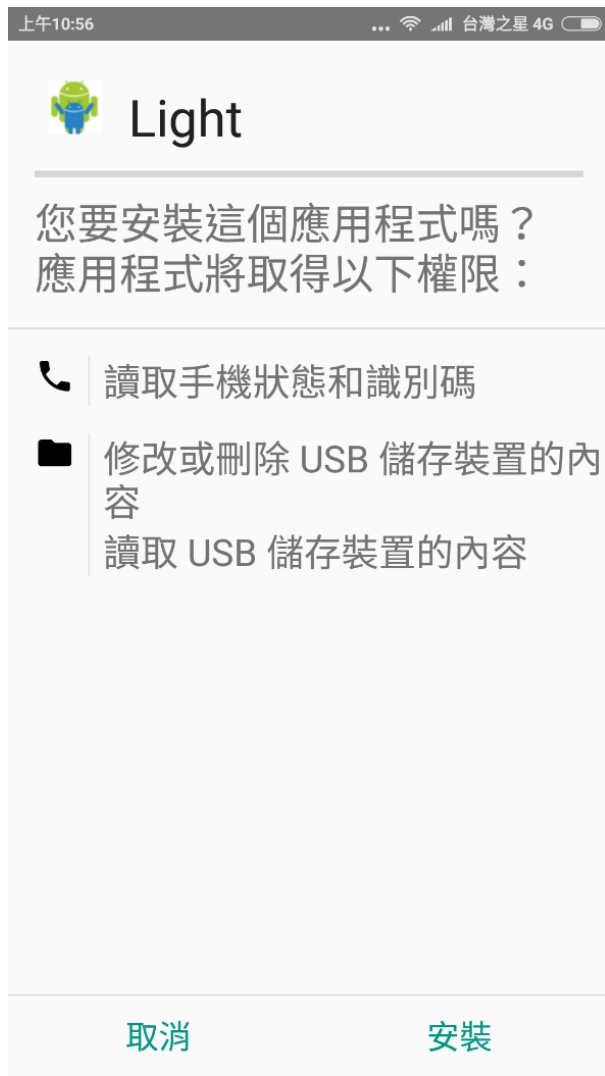 上午10:56 ... 台灣之星 4G
Light
您要安裝這個應用程式嗎？
應用程式將取得以下權限：
讀取手機狀態和識別碼
修改或刪除 USB 儲存裝置的內
容
讀取 USB 儲存裝置的內容
取消 安裝